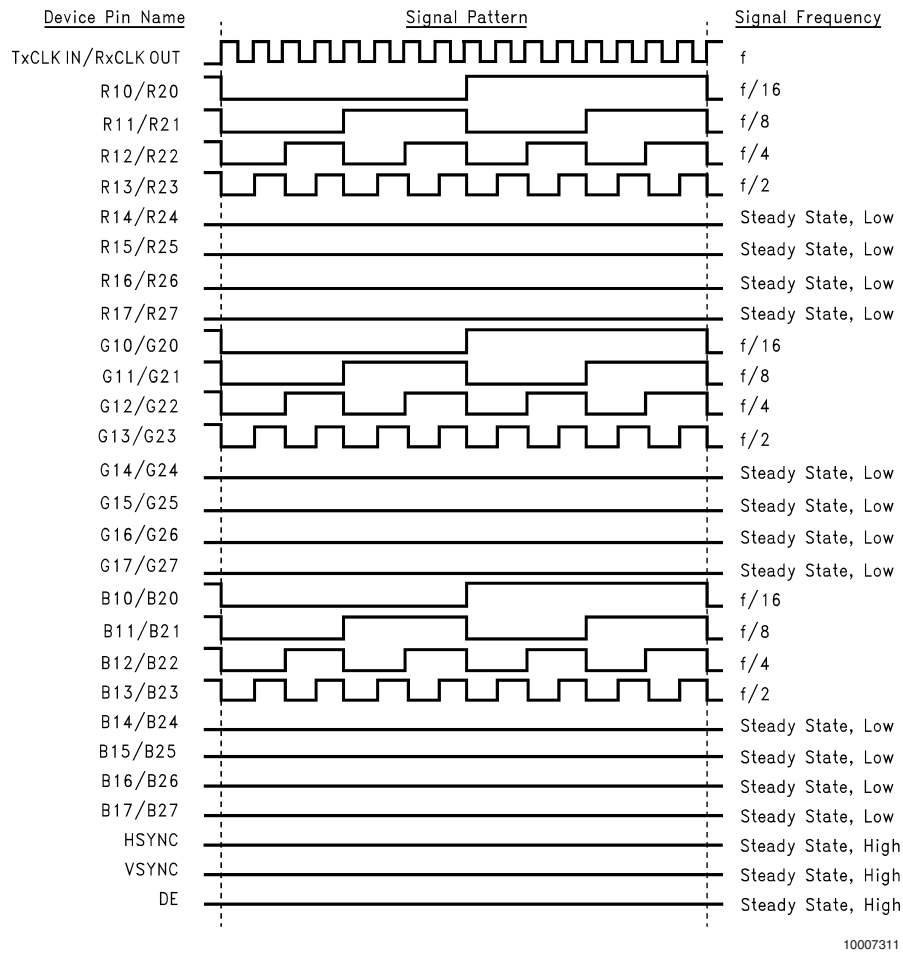 Device Pin Name Signal Pattern Signal Frequency
TxCLK IN/RxCLK OUT f
R10/R20 f/16
R11/R21 f/8
R12/R22 f/4
R13/R23 f/2
R14/R24 Steady State, Low
R15/R25 Steady State, Low
R16/R26 Steady State, Low
R17/R27 Steady State, Low
G10/G20 f/16
G11/G21 f/8
G12/G22 f/4
G13/G23 f/2
G14/G24 Steady State, Low
G15/G25 Steady State, Low
G16/G26 Steady State, Low
G17/G27 Steady State, Low
B10/B20 f/16
B11/B21 f/8
B12/B22 f/4
B13/B23 f/2
B14/B24 Steady State, Low
B15/B25 Steady State, Low
B16/B26 Steady State, Low
B17/B27 Steady State, Low
HSYNC Steady State, High
VSYNC Steady State, High
DE Steady State, High
10007311